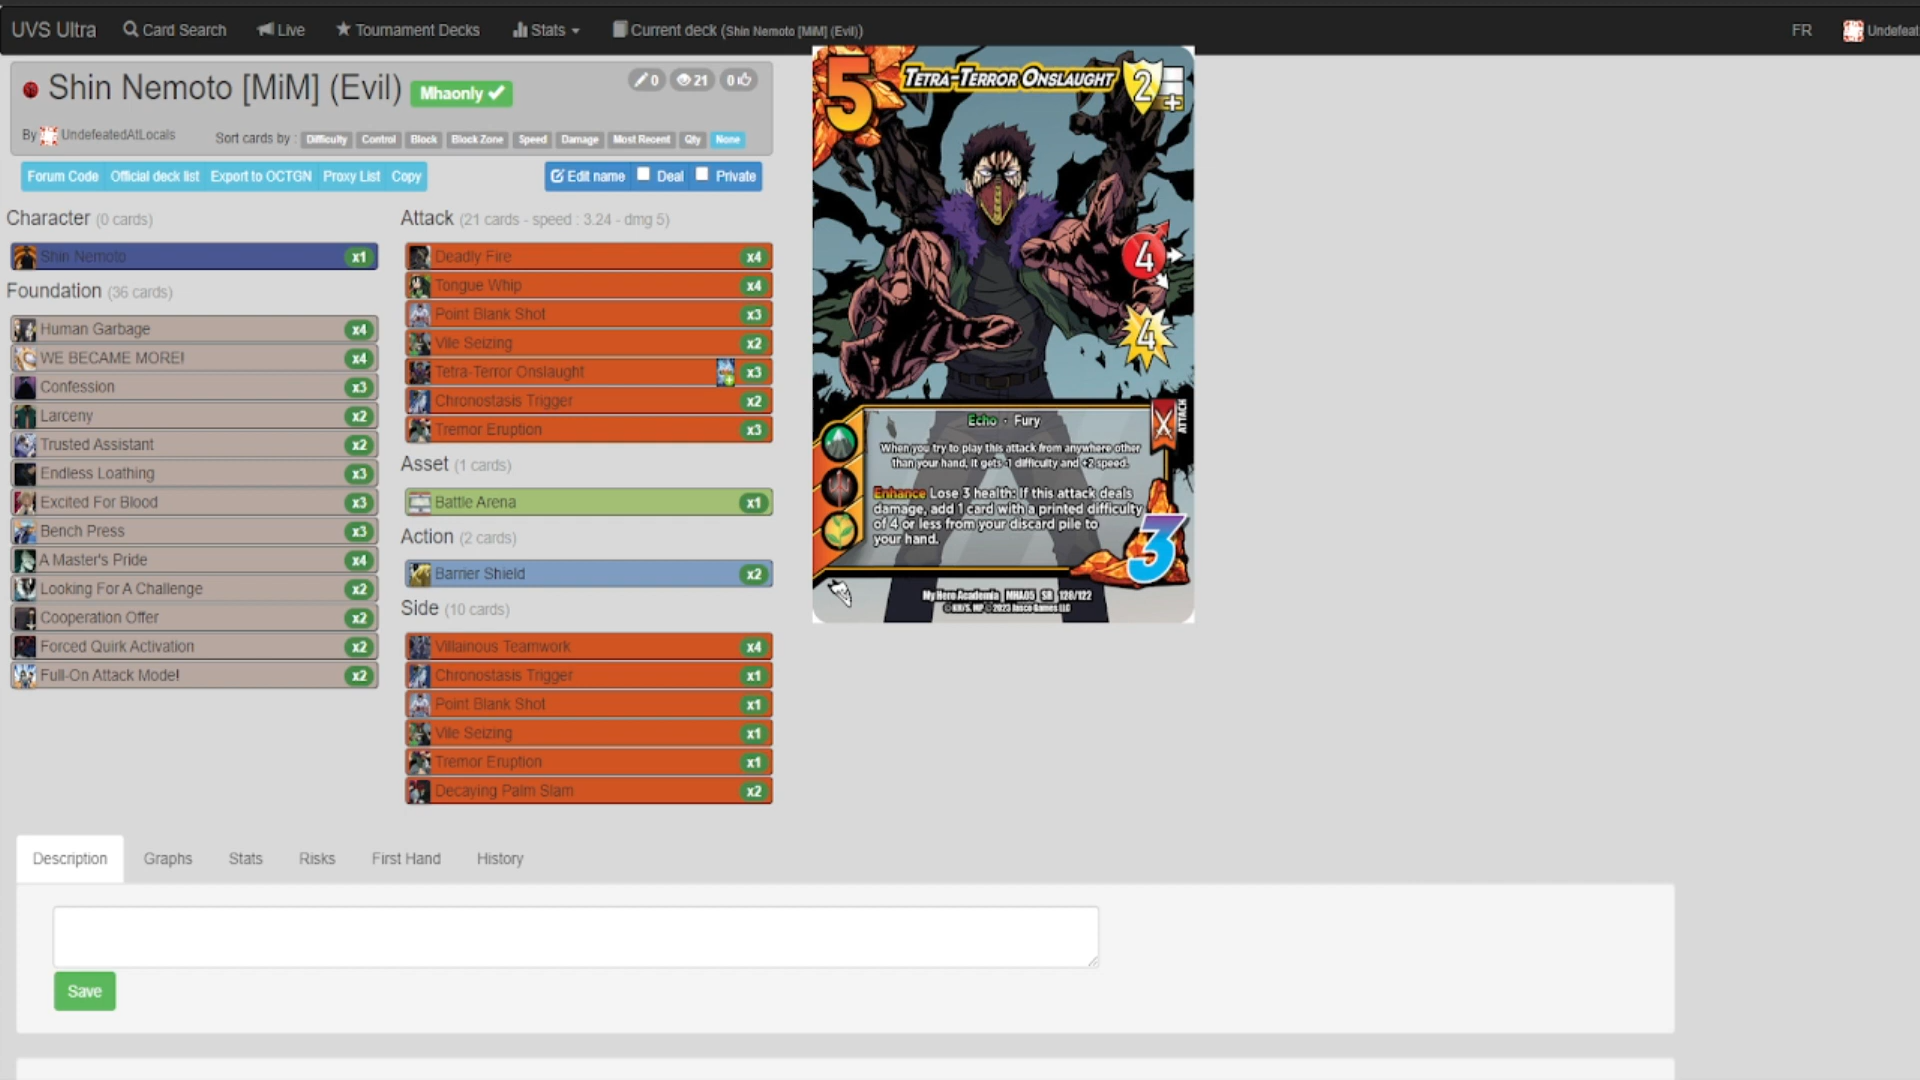 UVS Ultra Card Search Live Tournament Decks Stats Current deck (Shin Nemoto [MiM] (Evil)) FR Undefeat
Shin Nemoto [MiM] (Evil) Mhaonly 0 21 0
By UndefeatedAtLocals Sort cards by : Difficulty Control Block Block Zone Speed Damage Most Recent Qty None
Forum Code Official deck list Export to OCTGN Proxy List Copy Edit name Deal Private
Character (0 cards)
Shin Nemoto x1
Foundation (36 cards)
Human Garbage x4
WE BECAME MORE! x4
Confession x3
Larceny x2
Trusted Assistant x2
Endless Loathing x3
Excited For Blood x3
Bench Press x3
A Master's Pride x4
Looking For A Challenge x2
Cooperation Offer x2
Forced Quirk Activation x2
Full-On Attack Mode! x2
Attack (21 cards - speed : 3.24 - dmg 5)
Deadly Fire x4
Tongue Whip x4
Point Blank Shot x3
Vile Seizing x2
Tetra-Terror Onslaught x3
Chronostasis Trigger x2
Tremor Eruption x3
Asset (1 cards)
Battle Arena x1
Action (2 cards)
Barrier Shield x2
Side (10 cards)
Villainous Teamwork x4
Chronostasis Trigger x1
Point Blank Shot x1
Vile Seizing x1
Tremor Eruption x1
Decaying Palm Slam x2
5 TETRA-TERROR ONSLAUGHT 2 +
4
4
ATTACK
Echo · Fury
When you try to play this attack from anywhere other
than your hand, it gets -1 difficulty and +2 speed.
Enhance Lose 3 health: If this attack deals
damage, add 1 card with a printed difficulty
of 4 or less from your discard pile to
your hand.
3
My Hero Academia MHA05 SR 126/122
Description Graphs Stats Risks First Hand History
Save